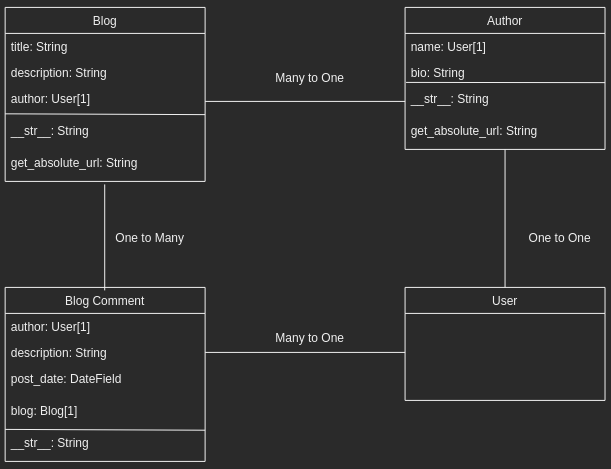 Blog
title: String
description: String
author: User[1]
__str__: String
get_absolute_url: String
Many to One
Author
name: User[1]
bio: String
__str__: String
get_absolute_url: String
One to Many
One to One
Blog Comment
author: User[1]
description: String
post_date: DateField
blog: Blog[1]
__str__: String
Many to One
User